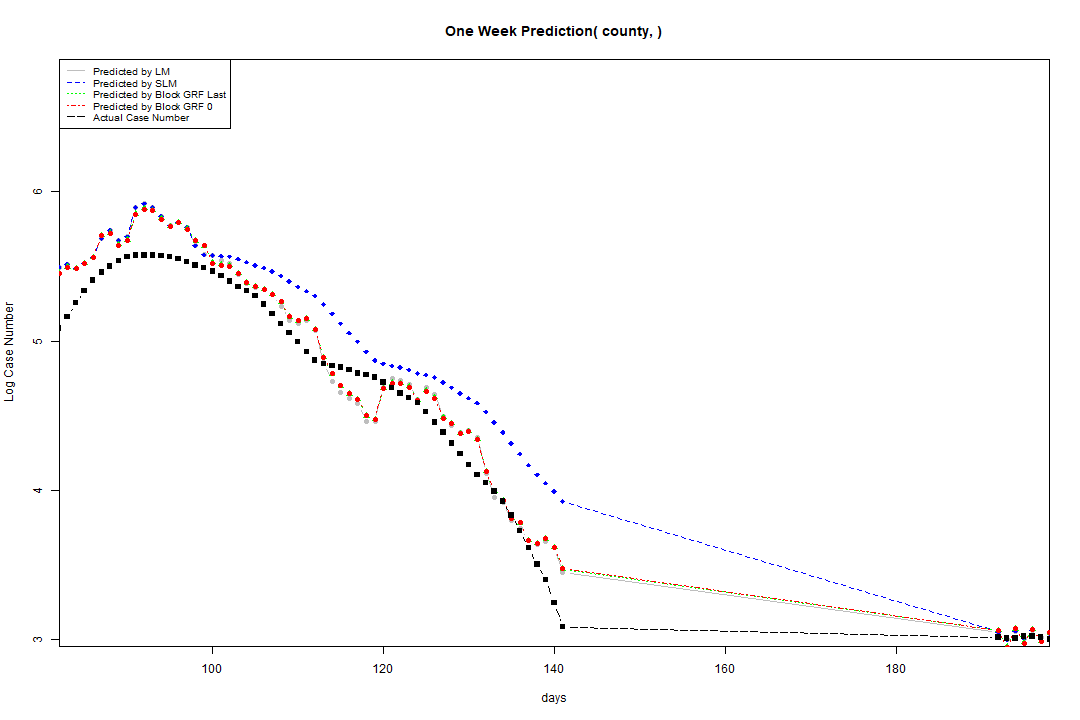 One Week Prediction( county, )
Predicted by LM
Predicted by SLM
Predicted by Block GRF Last
Predicted by Block GRF 0
Actual Case Number
Log Case Number
6
5
4
3
100 120 140 160 180
days